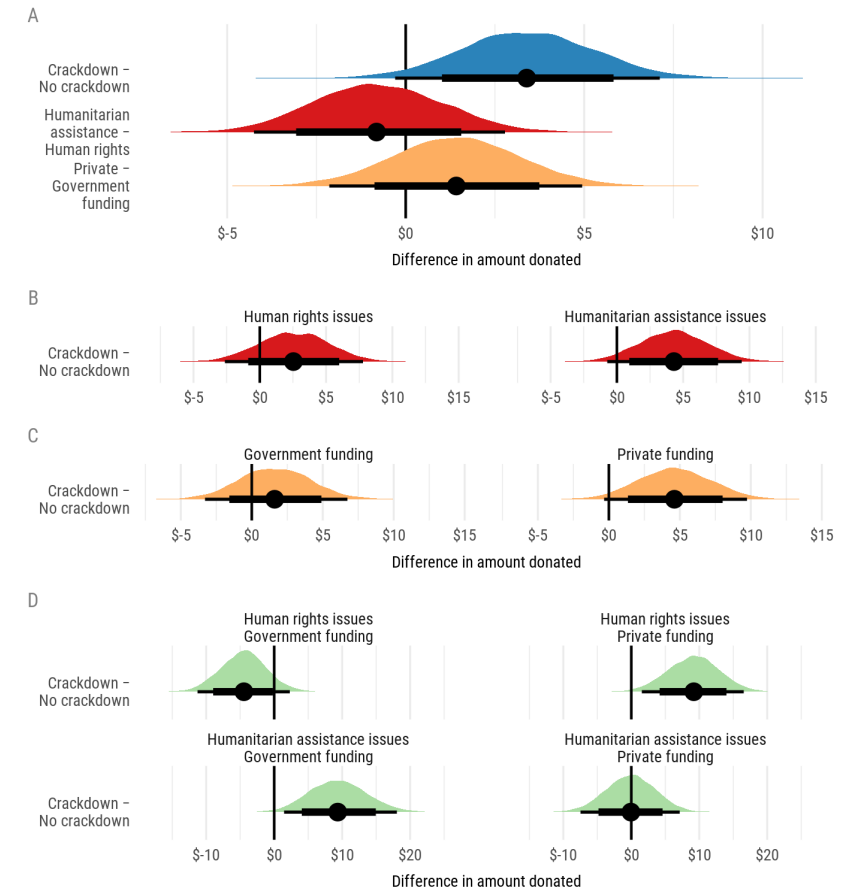 A
Crackdown –
No crackdown
Humanitarian
assistance –
Human rights
Private –
Government
funding
$-5 $0 $5 $10
Difference in amount donated
B
Human rights issues Humanitarian assistance issues
Crackdown –
No crackdown
$-5 $0 $5 $10 $15 $-5 $0 $5 $10 $15
C
Government funding Private funding
Crackdown –
No crackdown
$-5 $0 $5 $10 $15 $-5 $0 $5 $10 $15
Difference in amount donated
D
Human rights issues Human rights issues
Government funding Private funding
Crackdown –
No crackdown
Humanitarian assistance issues Humanitarian assistance issues
Government funding Private funding
Crackdown –
No crackdown
$-10 $0 $10 $20 $-10 $0 $10 $20
Difference in amount donated